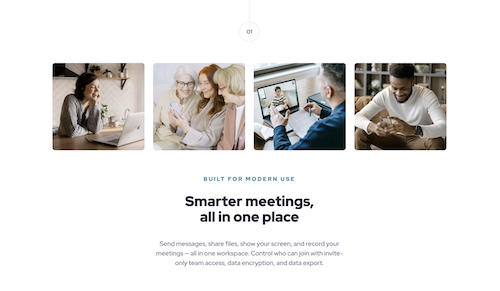 01
BUILT FOR MODERN USE
Smarter meetings,
all in one place
Send messages, share files, show your screen, and record your
meetings – all in one workspace. Control who can join with invite-
only team access, data encryption, and data export.